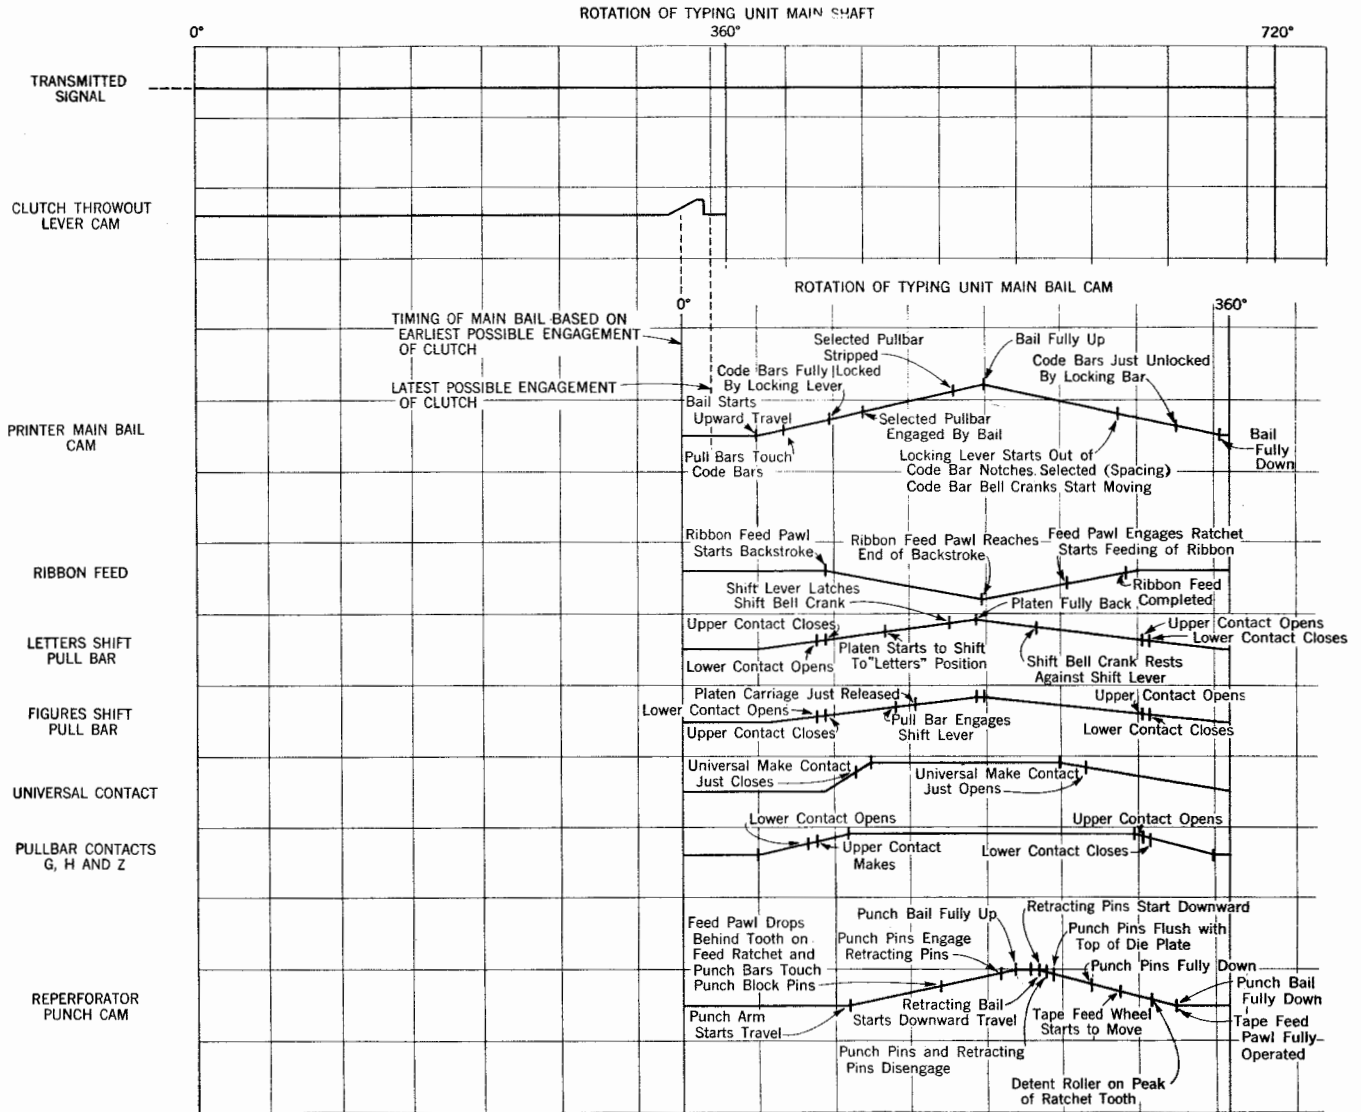 ROTATION OF TYPING UNIT MAIN SHAFT
0°
360°
720°
TRANSMITTED
SIGNAL
CLUTCH THROWOUT
LEVER CAM
ROTATION OF TYPING UNIT MAIN BAIL CAM
0°
360°
TIMING OF MAIN BAIL BASED ON
EARLIEST POSSIBLE ENGAGEMENT
OF CLUTCH
LATEST POSSIBLE ENGAGEMENT
OF CLUTCH
PRINTER MAIN BAIL
CAM
Bail Starts
Upward Travel
Pull Bars Touch
Code Bars
Code Bars Fully Locked
By Locking Lever
Selected Pullbar
Stripped
Selected Pullbar
Engaged By Bail
Bail Fully Up
Code Bars Just Unlocked
By Locking Bar
Locking Lever Starts Out of
Code Bar Notches. Selected (Spacing)
Code Bar Bell Cranks Start Moving
Bail
Fully
Down
RIBBON FEED
Ribbon Feed Pawl
Starts Backstroke
Ribbon Feed Pawl Reaches
End of Backstroke
Feed Pawl Engages Ratchet
Starts Feeding of Ribbon
Ribbon Feed
Completed
LETTERS SHIFT
PULL BAR
Shift Lever Latches
Shift Bell Crank
Platen Fully Back
Upper Contact Closes
Lower Contact Opens
Platen Starts to Shift
To "Letters" Position
Shift Bell Crank Rests
Against Shift Lever
Upper Contact Opens
Lower Contact Closes
FIGURES SHIFT
PULL BAR
Platen Carriage Just Released
Lower Contact Opens
Upper Contact Closes
Pull Bar Engages
Shift Lever
Upper Contact Opens
Lower Contact Closes
UNIVERSAL CONTACT
Universal Make Contact
Just Closes
Universal Make Contact
Just Opens
PULLBAR CONTACTS
G, H AND Z
Lower Contact Opens
Upper Contact
Makes
Upper Contact Opens
Lower Contact Closes
REPERFORATOR
PUNCH CAM
Feed Pawl Drops
Behind Tooth on
Feed Ratchet and
Punch Bars Touch
Punch Block Pins
Punch Arm
Starts Travel
Punch Bail Fully Up
Punch Pins Engage
Retracting Pins
Retracting Pins Start Downward
Punch Pins Flush with
Top of Die Plate
Punch Pins Fully Down
Punch Bail
Fully Down
Retracting Bail
Starts Downward Travel
Tape Feed Wheel
Starts to Move
Tape Feed
Pawl Fully
Operated
Punch Pins and Retracting
Pins Disengage
Detent Roller on Peak
of Ratchet Tooth